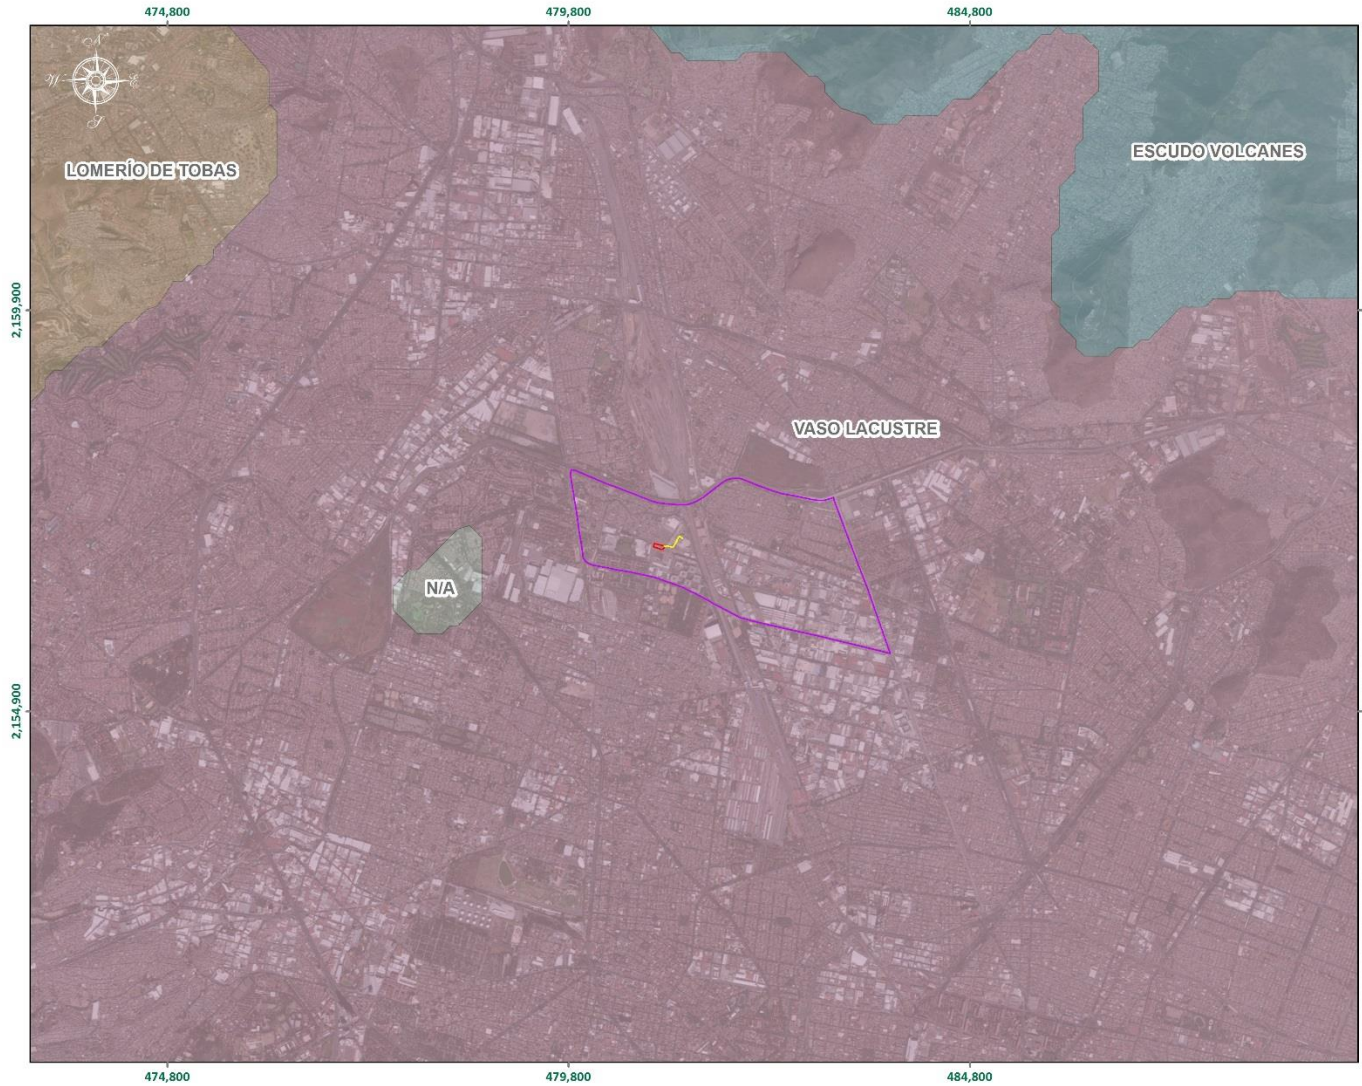 474,800 479,800 484,800
N
W E
S
LOMERÍO DE TOBAS
ESCUDO VOLCANES
2,159,900
VASO LACUSTRE
N/A
2,154,900
474,800 479,800 484,800